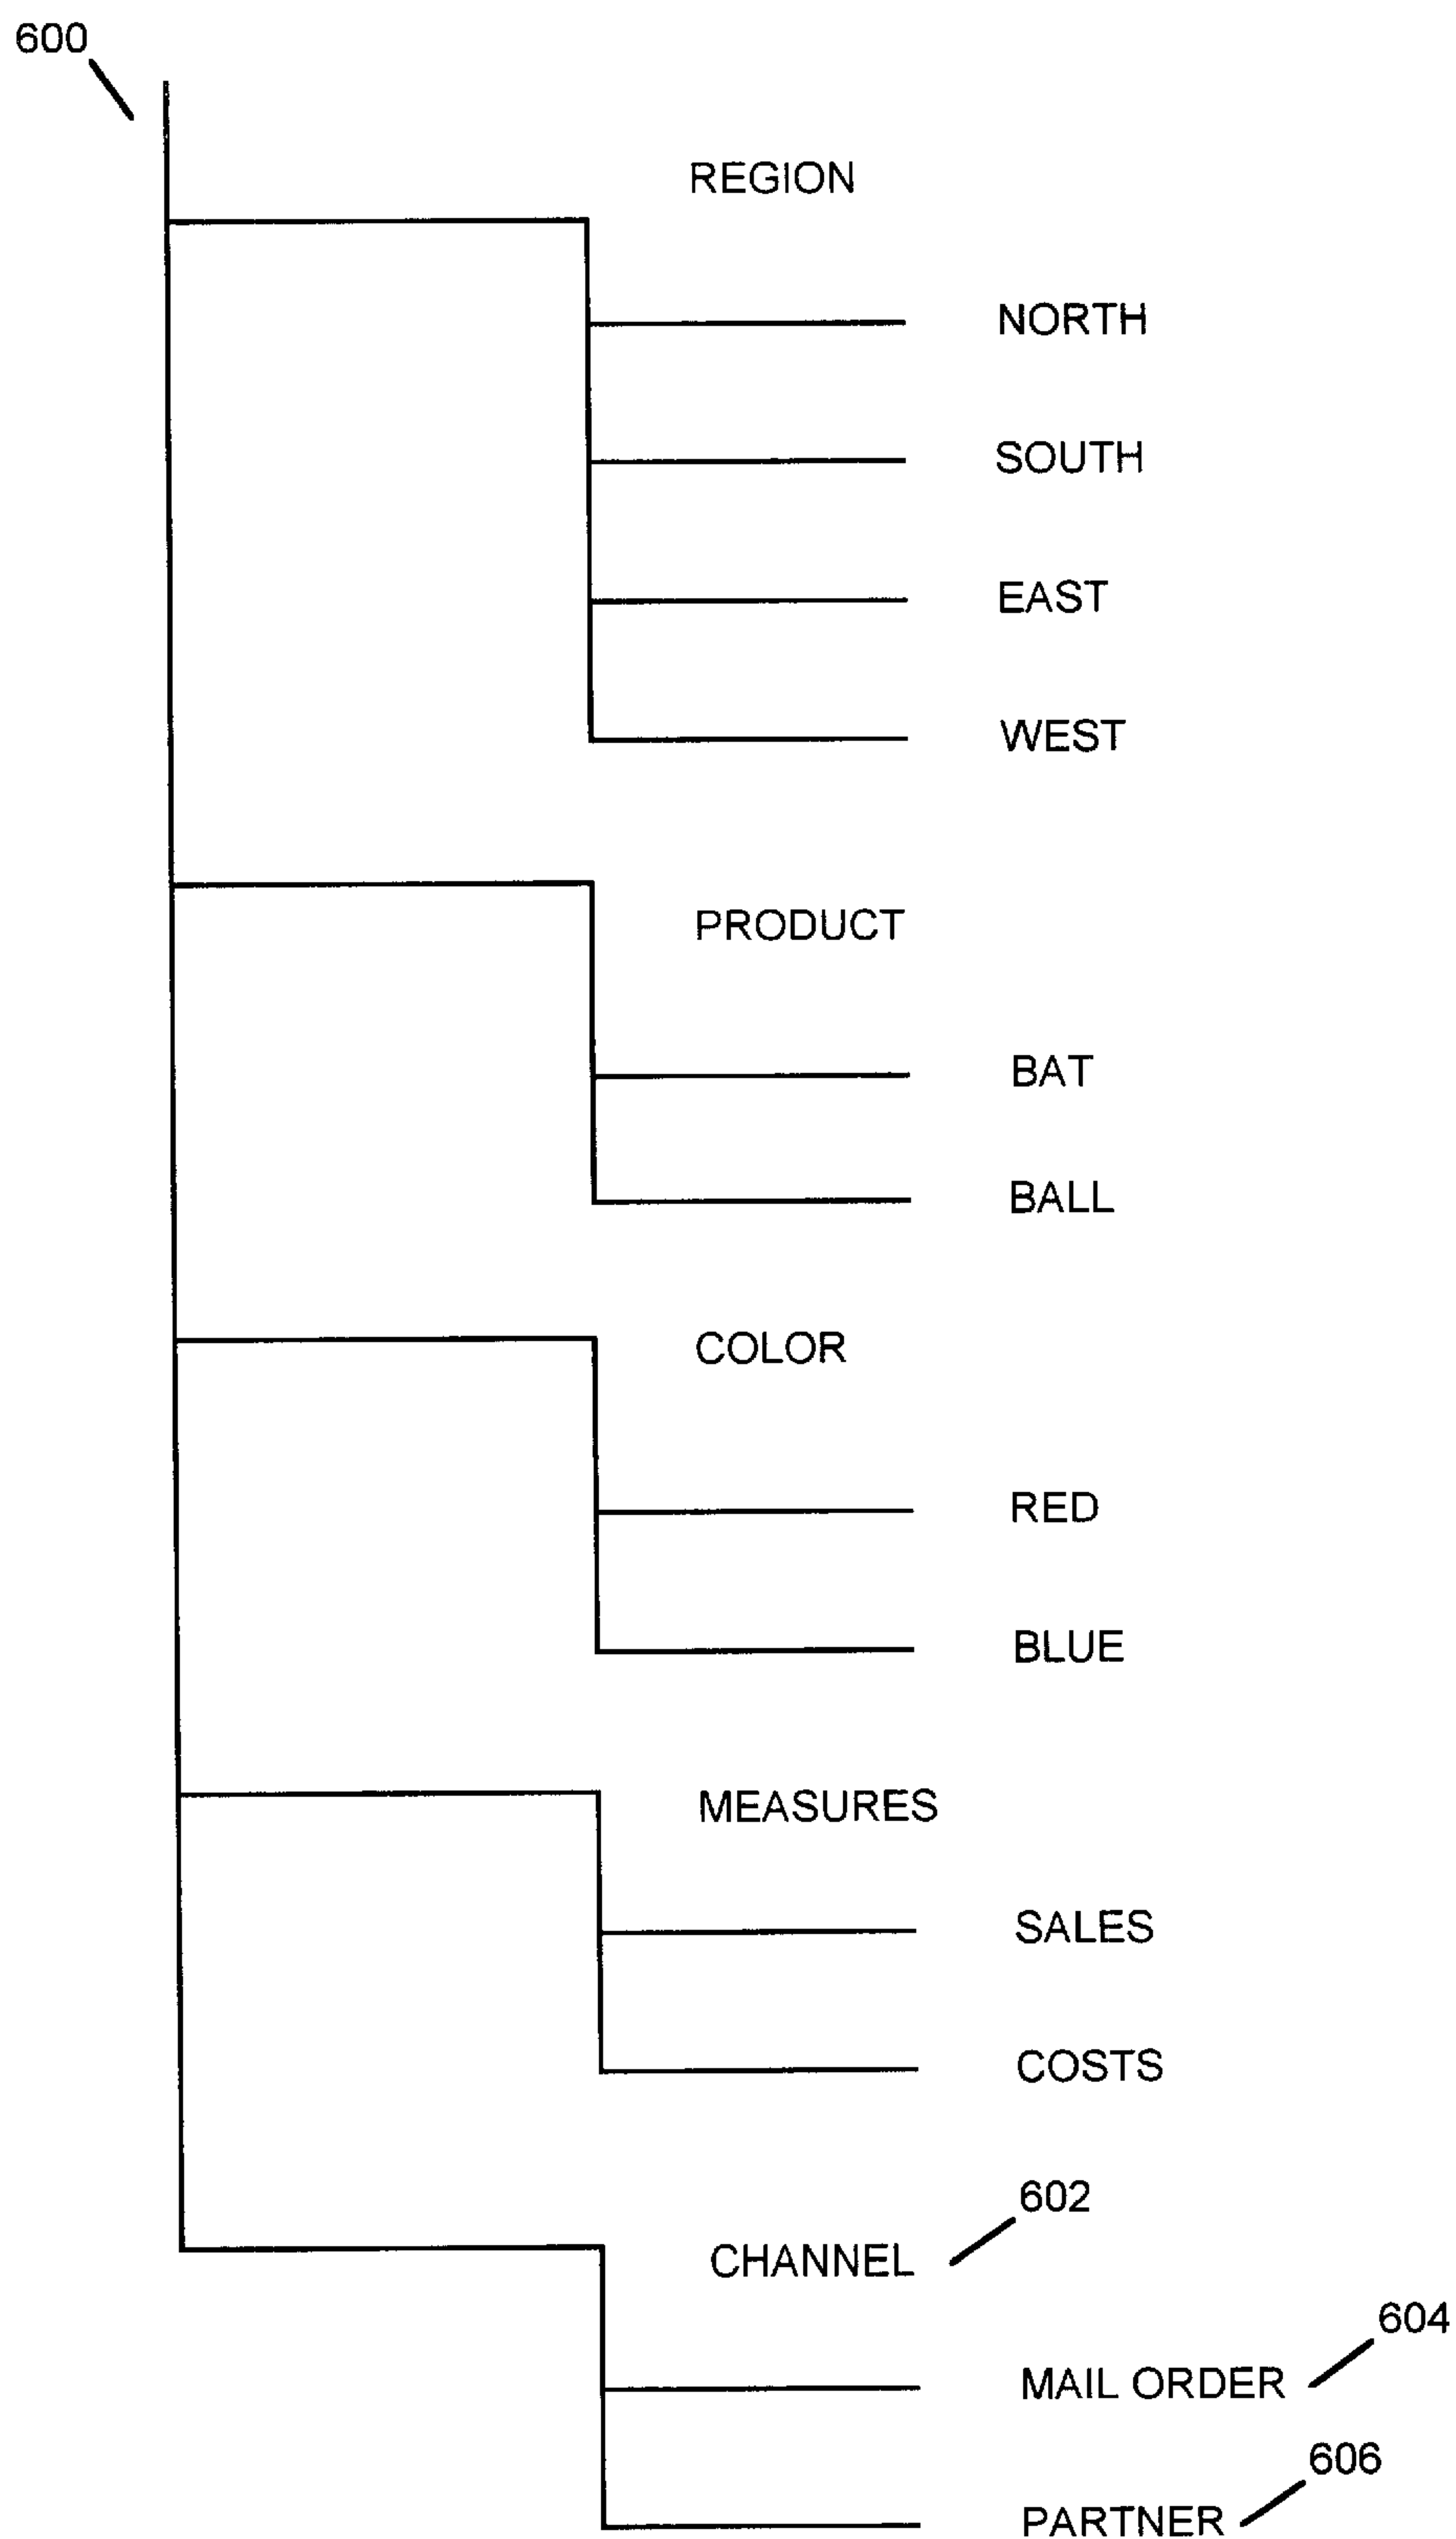 600
REGION
NORTH
SOUTH
EAST
WEST
PRODUCT
BAT
BALL
COLOR
RED
BLUE
MEASURES
SALES
COSTS
602
CHANNEL
604
MAIL ORDER
606
PARTNER